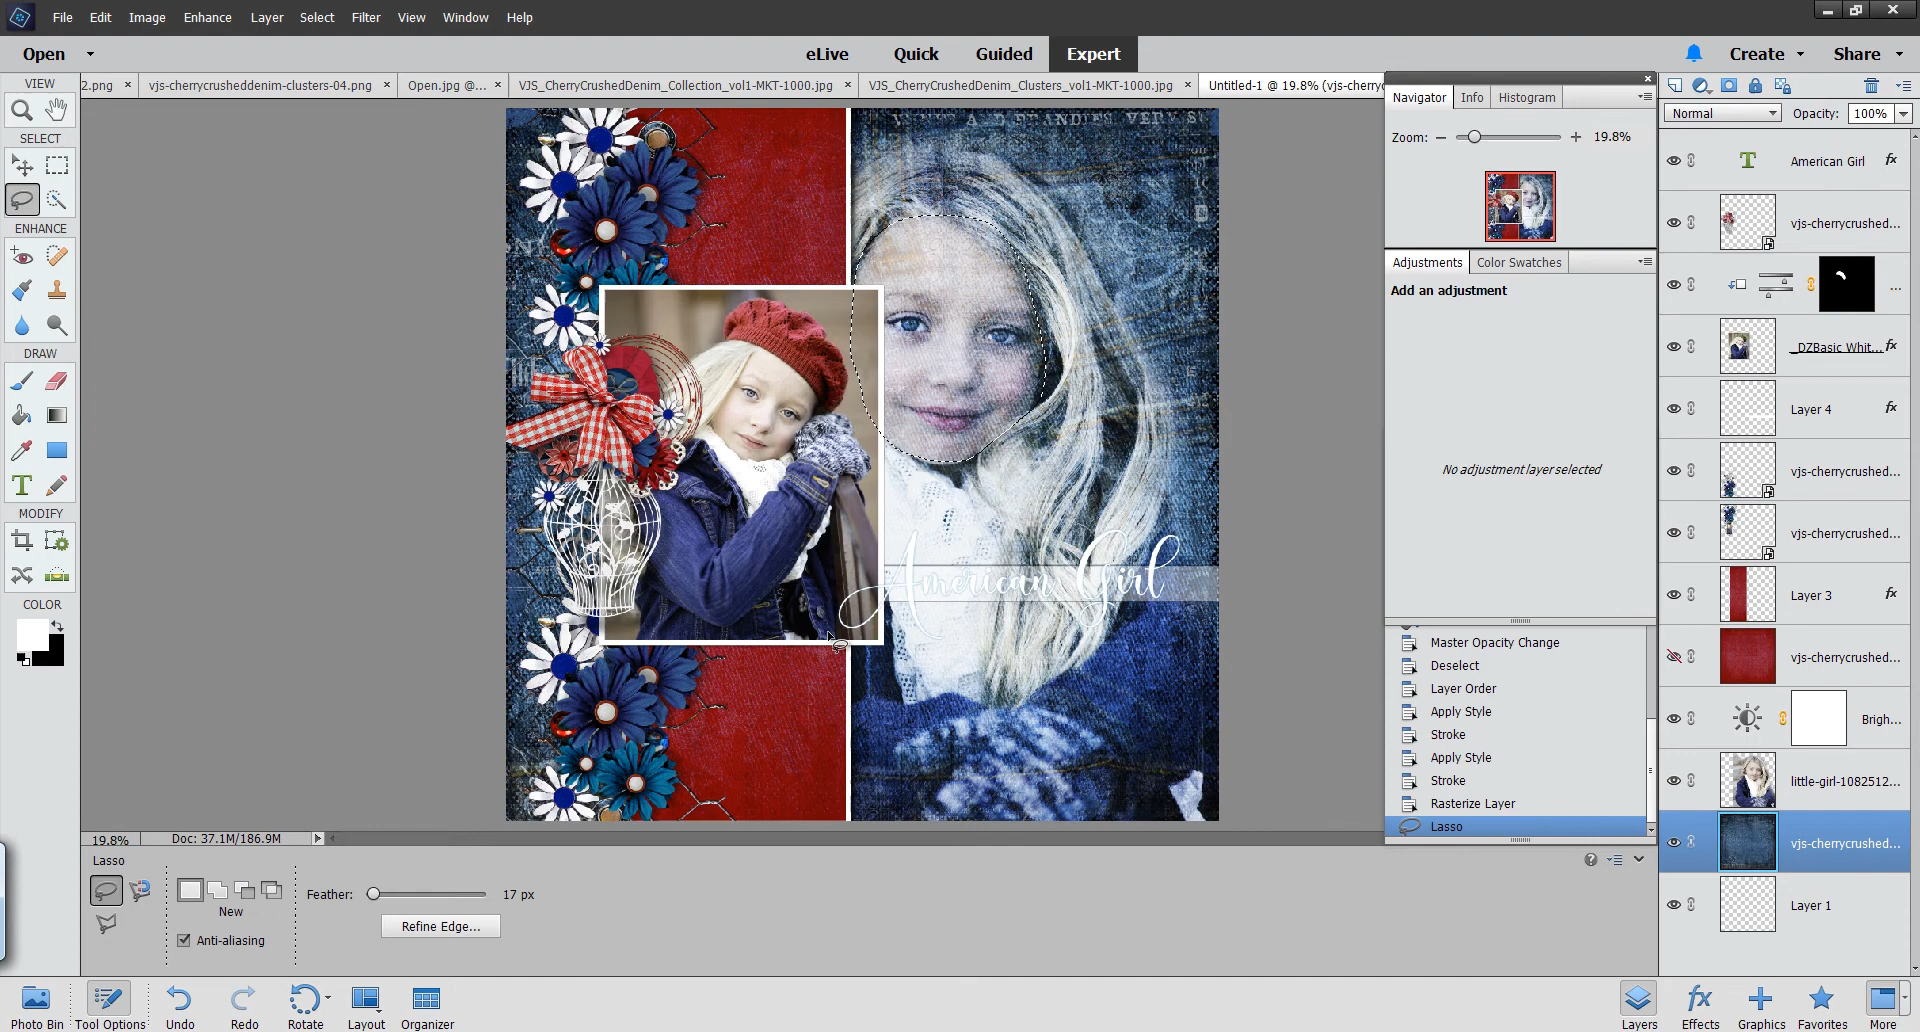 File Edit Image Enhance Layer Select Filter View Window Help
Open eLive Quick Guided Expert Create Share
2.png × vjs-cherrycrusheddenim-clusters-04.png × Open.jpg @... × VJS_CherryCrushedDenim_Collection_vol1-MKT-1000.jpg × VJS_CherryCrushedDenim_Clusters_vol1-MKT-1000.jpg × Untitled-1 @ 19.8% (vjs-cherry
VIEW
SELECT
ENHANCE
DRAW
MODIFY
COLOR
American Girl
Navigator Info Histogram
Zoom: 19.8%
Adjustments Color Swatches
Add an adjustment
No adjustment layer selected
Master Opacity Change
Deselect
Layer Order
Apply Style
Stroke
Apply Style
Stroke
Rasterize Layer
Lasso
Normal Opacity: 100%
American Girl fx
vjs-cherrycrushed...
...
__DZBasic Whit... fx
Layer 4 fx
vjs-cherrycrushed...
vjs-cherrycrushed...
Layer 3 fx
vjs-cherrycrushed...
Brigh...
little-girl-1082512...
vjs-cherrycrushed...
Layer 1
19.8% Doc: 37.1M/186.9M
Lasso
New
Anti-aliasing
Feather: 17 px
Refine Edge...
Photo Bin Tool Options Undo Redo Rotate Layout Organizer
Layers Effects Graphics Favorites More